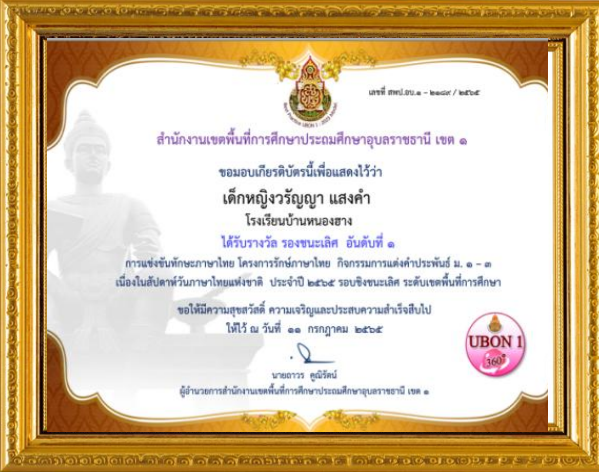 เลขที่ สพป.อบ.๑ - ๒๑๘๙ / ๒๕๖๕
สำนักงานเขตพื้นที่การศึกษาประถมศึกษาอุบลราชธานี เขต ๑
ขอมอบเกียรติบัตรนี้เพื่อแสดงไว้ว่า
เด็กหญิงวรัญญา แสงคำ
โรงเรียนบ้านหนองฮาง
ได้รับรางวัล รองชนะเลิศ อันดับที่ ๑
การแข่งขันทักษะภาษาไทย โครงการรักษ์ภาษาไทย กิจกรรมการแต่งคำประพันธ์ ม. ๑ - ๓
เนื่องในสัปดาห์วันภาษาไทยแห่งชาติ ประจำปี ๒๕๖๕ รอบชิงชนะเลิศ ระดับเขตพื้นที่การศึกษา
ขอให้มีความสุขสวัสดิ์ ความเจริญและประสบความสำเร็จสืบไป
ให้ไว้ ณ วันที่ ๑๑ กรกฎาคม ๒๕๖๕
UBON 1
360°
นายถาวร คูณิรัตน์
ผู้อำนวยการสำนักงานเขตพื้นที่การศึกษาประถมศึกษาอุบลราชธานี เขต ๑